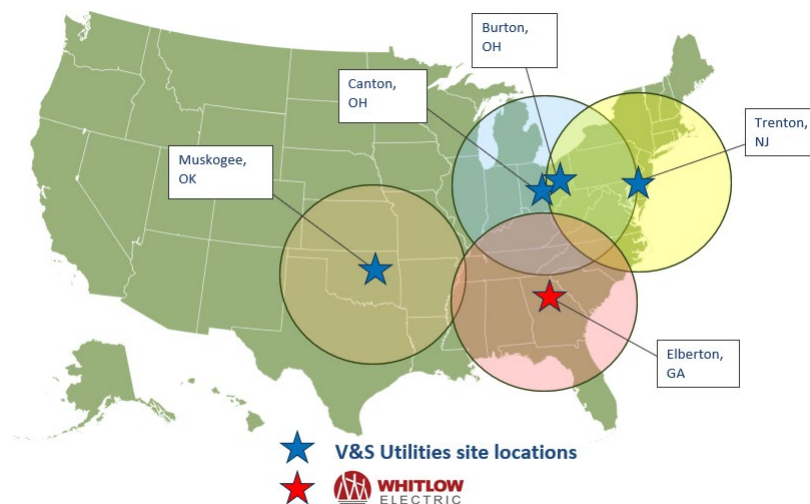 Burton,
OH
Canton,
OH
Trenton,
NJ
Muskogee,
OK
Elberton,
GA
V&S Utilities site locations
WHITLOW
ELECTRIC